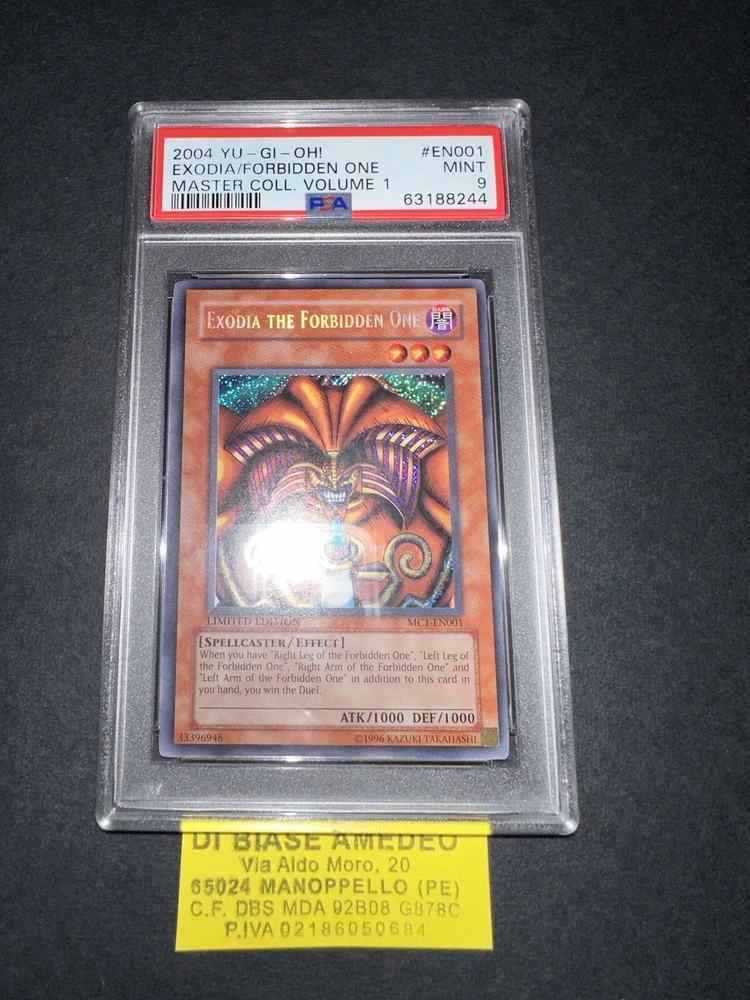 2004 YU-GI-OH! #EN001
EXODIA/FORBIDDEN ONE MINT
MASTER COLL. VOLUME 1 9
PSA 63188244
EXODIA THE FORBIDDEN ONE
DARK
闇
LIMITED EDITION MC1-EN001
[SPELLCASTER/EFFECT]
When you have "Right Leg of the Forbidden One", "Left Leg of
the Forbidden One", "Right Arm of the Forbidden One" and
"Left Arm of the Forbidden One" in addition to this card in
you hand, you win the Duel.
ATK/1000 DEF/1000
33396948 ©1996 KAZUKI TAKAHASHI
DI BIASE AMEDEO
Via Aldo Moro, 20
65024 MANOPPELLO (PE)
C.F. DBS MDA 92B08 G878C
P.IVA 02186050684